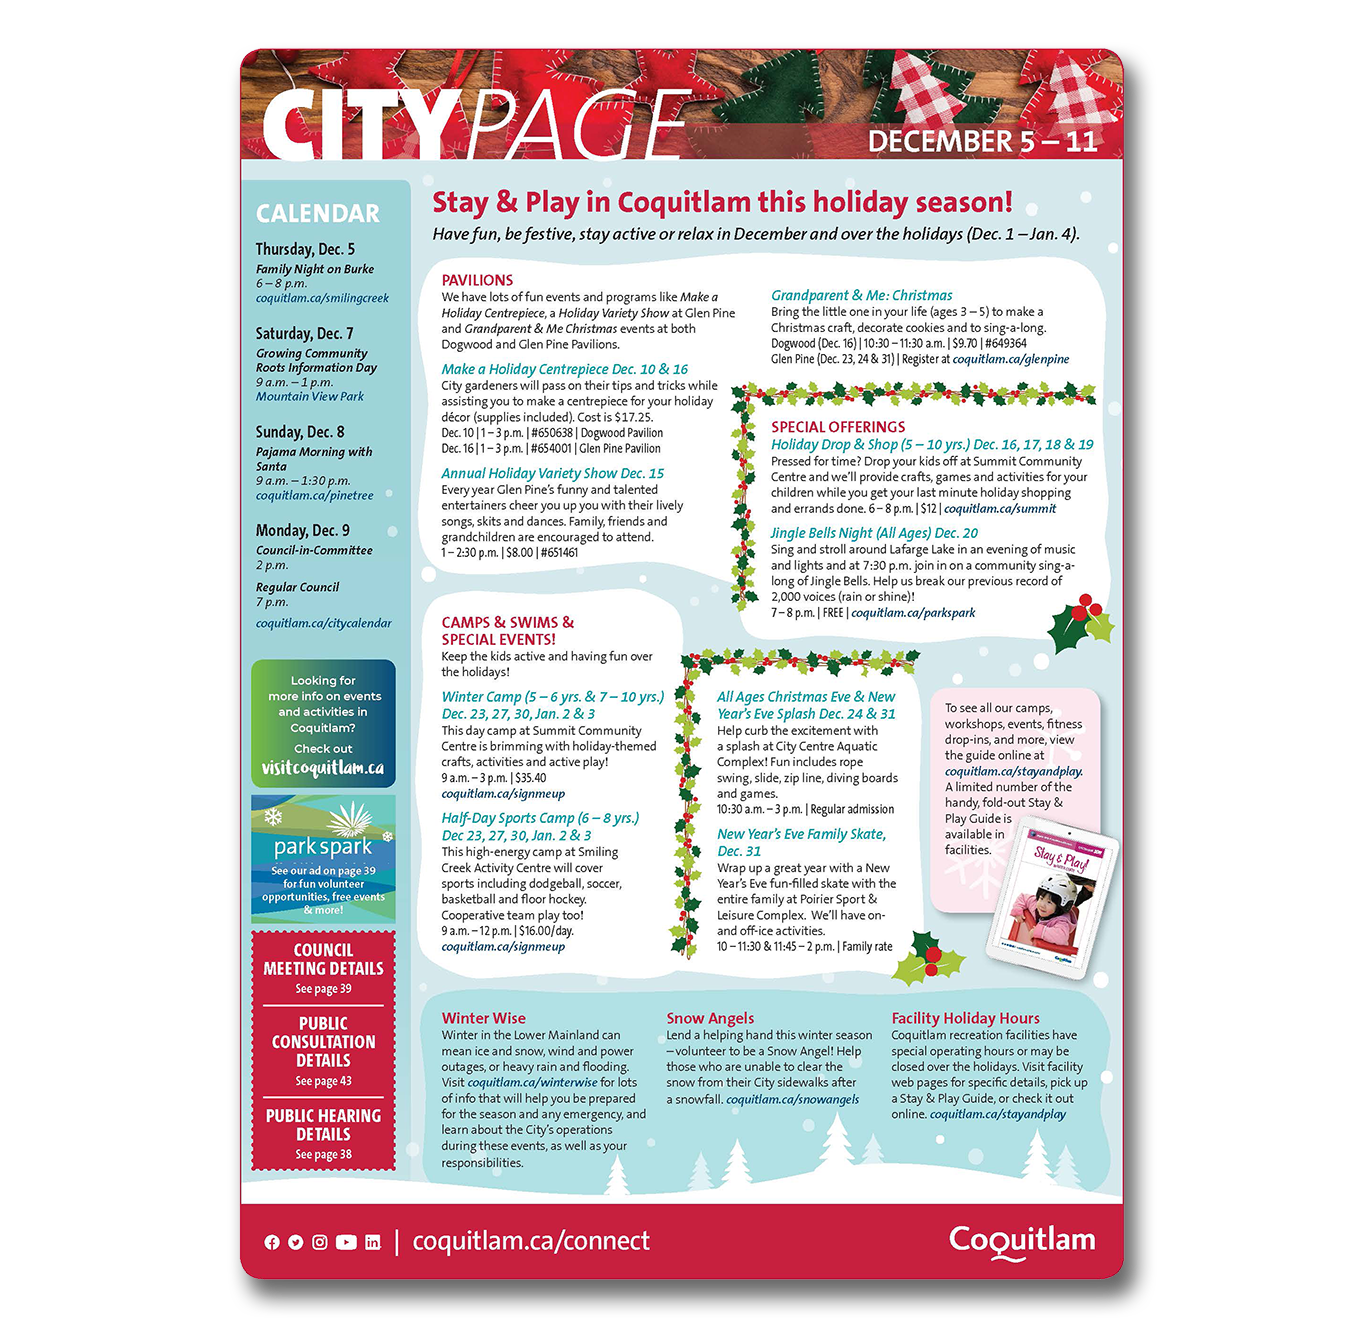 CITYPAGE
DECEMBER 5 – 11
CALENDAR
Thursday, Dec. 5
Family Night on Burke
6 – 8 p.m.
coquitlam.ca/smilingcreek
Saturday, Dec. 7
Growing Community
Roots Information Day
9 a.m. – 1 p.m.
Mountain View Park
Sunday, Dec. 8
Pajama Morning with
Santa
9 a.m. – 1:30 p.m.
coquitlam.ca/pinetree
Monday, Dec. 9
Council-in-Committee
2 p.m.
Regular Council
7 p.m.
coquitlam.ca/citycalendar
Looking for
more info on events
and activities in
Coquitlam?
Check out
visitcoquitlam.ca
park spark
See our ad on page 39
for fun volunteer
opportunities, free events
& more!
COUNCIL
MEETING DETAILS
See page 39
PUBLIC
CONSULTATION
DETAILS
See page 43
PUBLIC HEARING
DETAILS
See page 38
Stay & Play in Coquitlam this holiday season!
Have fun, be festive, stay active or relax in December and over the holidays (Dec. 1 – Jan. 4).
PAVILIONS
We have lots of fun events and programs like Make a
Holiday Centrepiece, a Holiday Variety Show at Glen Pine
and Grandparent & Me Christmas events at both
Dogwood and Glen Pine Pavilions.
Make a Holiday Centrepiece Dec. 10 & 16
City gardeners will pass on their tips and tricks while
assisting you to make a centrepiece for your holiday
décor (supplies included). Cost is $17.25.
Dec. 10 | 1 – 3 p.m. | #650638 | Dogwood Pavilion
Dec. 16 | 1 – 3 p.m. | #654001 | Glen Pine Pavilion
Annual Holiday Variety Show Dec. 15
Every year Glen Pine's funny and talented
entertainers cheer you up you with their lively
songs, skits and dances. Family, friends and
grandchildren are encouraged to attend.
1 – 2:30 p.m. | $8.00 | #651461
Grandparent & Me: Christmas
Bring the little one in your life (ages 3 – 5) to make a
Christmas craft, decorate cookies and to sing-a-long.
Dogwood (Dec. 16) | 10:30 – 11:30 a.m. | $9.70 | #649364
Glen Pine (Dec. 23, 24 & 31) | Register at coquitlam.ca/glenpine
SPECIAL OFFERINGS
Holiday Drop & Shop (5 – 10 yrs.) Dec. 16, 17, 18 & 19
Pressed for time? Drop your kids off at Summit Community
Centre and we'll provide crafts, games and activities for your
children while you get your last minute holiday shopping
and errands done. 6 – 8 p.m. | $12 | coquitlam.ca/summit
Jingle Bells Night (All Ages) Dec. 20
Sing and stroll around Lafarge Lake in an evening of music
and lights and at 7:30 p.m. join in on a community sing-a-
long of Jingle Bells. Help us break our previous record of
2,000 voices (rain or shine)!
7 – 8 p.m. | FREE | coquitlam.ca/parkspark
CAMPS & SWIMS &
SPECIAL EVENTS!
Keep the kids active and having fun over
the holidays!
Winter Camp (5 – 6 yrs. & 7 – 10 yrs.)
Dec. 23, 27, 30, Jan. 2 & 3
This day camp at Summit Community
Centre is brimming with holiday-themed
crafts, activities and active play!
9 a.m. – 3 p.m. | $35.40
coquitlam.ca/signmeup
Half-Day Sports Camp (6 – 8 yrs.)
Dec 23, 27, 30, Jan. 2 & 3
This high-energy camp at Smiling
Creek Activity Centre will cover
sports including dodgeball, soccer,
basketball and floor hockey.
Cooperative team play too!
9 a.m. – 12 p.m. | $16.00/day.
coquitlam.ca/signmeup
All Ages Christmas Eve & New
Year's Eve Splash Dec. 24 & 31
Help curb the excitement with
a splash at City Centre Aquatic
Complex! Fun includes rope
swing, slide, zip line, diving boards
and games.
10:30 a.m. – 3 p.m. | Regular admission
New Year's Eve Family Skate,
Dec. 31
Wrap up a great year with a New
Year's Eve fun-filled skate with the
entire family at Poirier Sport &
Leisure Complex. We'll have on-
and off-ice activities.
10 – 11:30 & 11:45 – 2 p.m. | Family rate
To see all our camps,
workshops, events, fitness
drop-ins, and more, view
the guide online at
coquitlam.ca/stayandplay.
A limited number of the
handy, fold-out Stay &
Play Guide is
available in
facilities.
Stay & Play!
Winter Wise
Winter in the Lower Mainland can
mean ice and snow, wind and power
outages, or heavy rain and flooding.
Visit coquitlam.ca/winterwise for lots
of info that will help you be prepared
for the season and any emergency, and
learn about the City's operations
during these events, as well as your
responsibilities.
Snow Angels
Lend a helping hand this winter season
– volunteer to be a Snow Angel! Help
those who are unable to clear the
snow from their City sidewalks after
a snowfall. coquitlam.ca/snowangels
Facility Holiday Hours
Coquitlam recreation facilities have
special operating hours or may be
closed over the holidays. Visit facility
web pages for specific details, pick up
a Stay & Play Guide, or check it out
online. coquitlam.ca/stayandplay
| coquitlam.ca/connect
Coquitlam